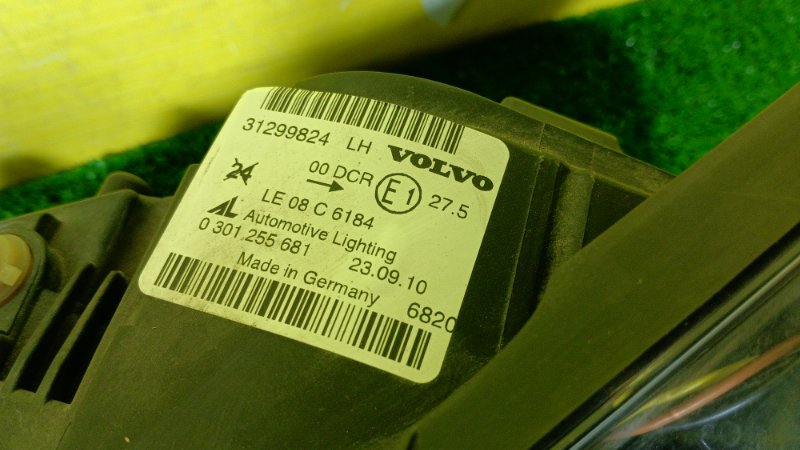 31299824 LH VOLVO
24 00 DCR E1 27.5
LE 08 C 6184
AL Automotive Lighting
0 301 255 681 23.09.10
Made in Germany 6820